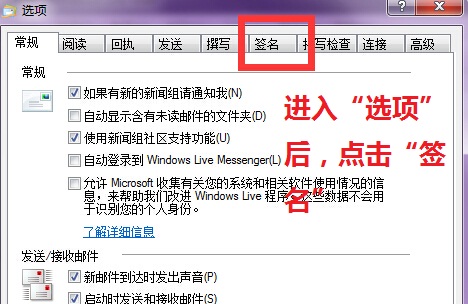 选项
常规 阅读 回执 发送 撰写 签名 拼写检查 连接 高级
常规
如果有新的新闻组请通知我(N)
自动显示含有未读邮件的文件夹(D)
使用新闻组社区支持功能(U)
自动登录到 Windows Live Messenger(L)
允许 Microsoft 收集有关您的系统和相关软件使用情况的信
息，来帮助我们改进 Windows Live 程序。这些数据不会用
于识别您的个人身份。
了解详细信息
进入“选项”
后，点击“签
名”
发送/接收邮件
新邮件到达时发出声音(P)
启动时发送和接收邮件(S)